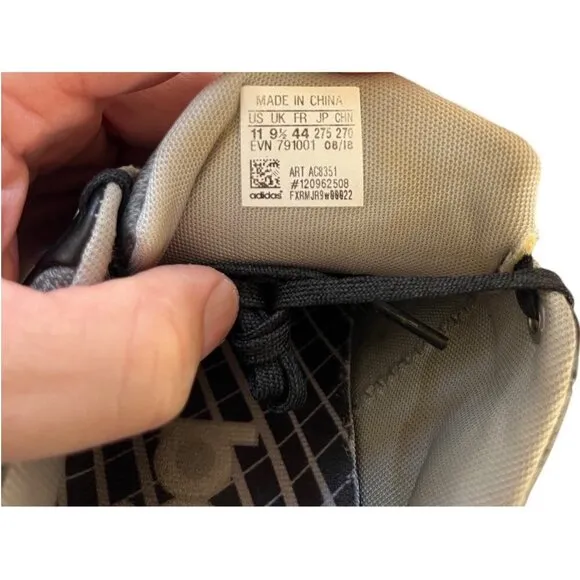 MADE IN CHINA
US UK FR JP CHN
11 9½ 44 275 270
EVN 791001 08/18
ART AC8351
#120962508
adidas FXRMJR9W